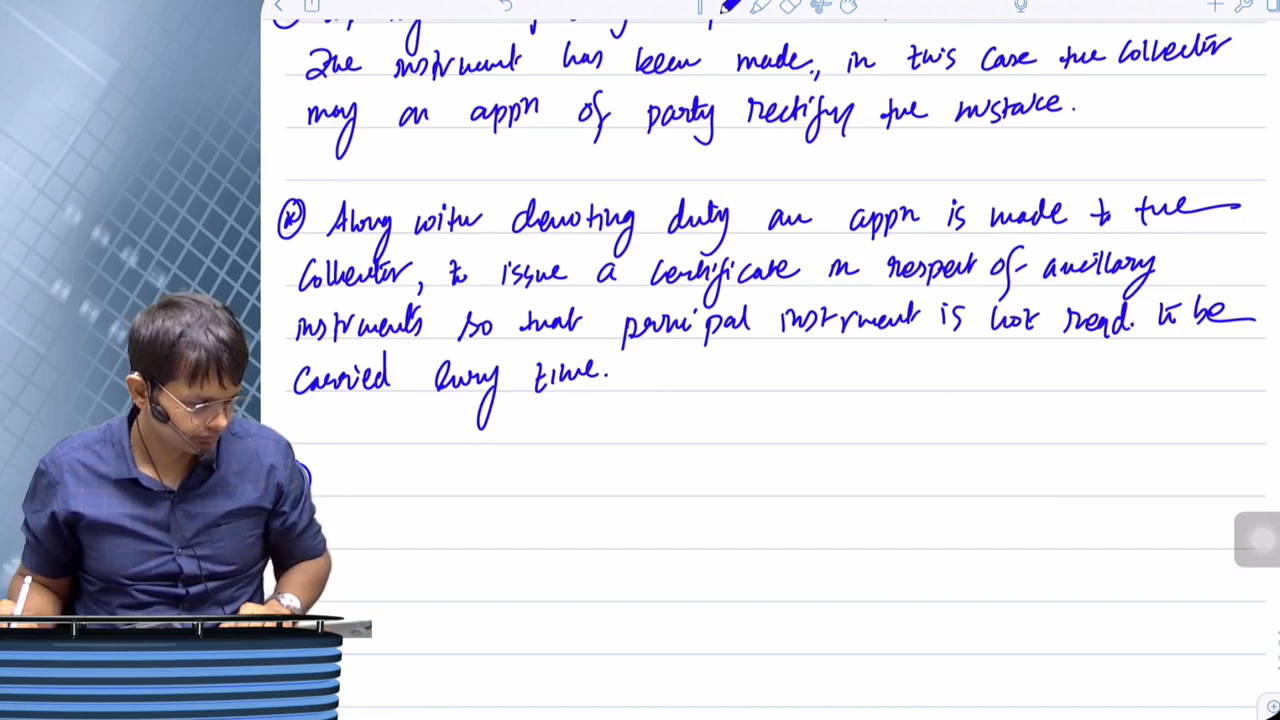 The instrument has been made, in this case the Collector
may on appn of party rectify the mistake.
Along with denoting duty an appn is made to the
Collector, to issue a certificate in respect of ancillary
instruments so that principal instrument is not reqd. to be
carried every time.